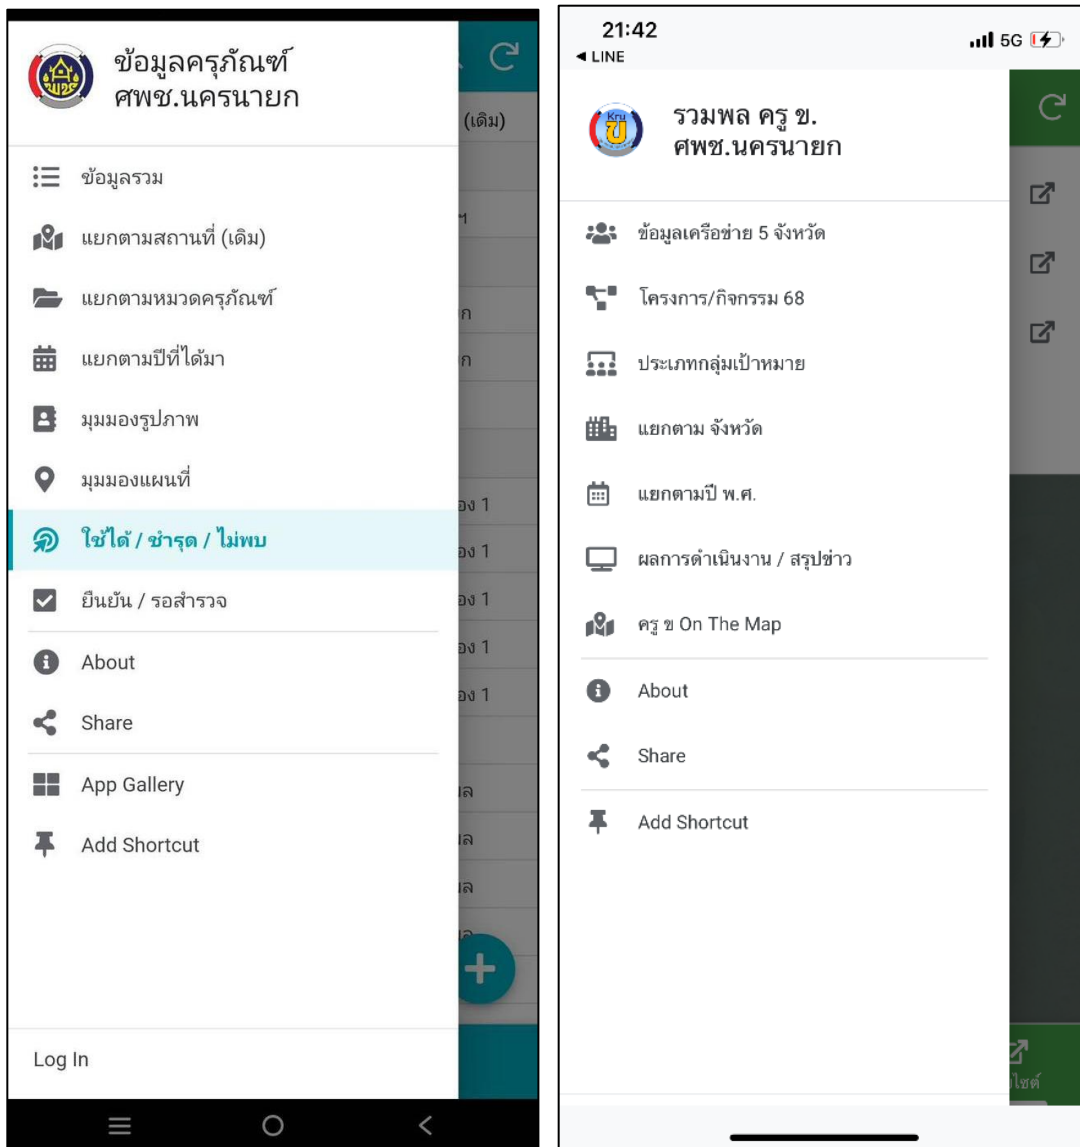 ข้อมูลครุภัณฑ์
ศพช.นครนายก
(เดิม)
ข้อมูลรวม
แยกตามสถานที่ (เดิม)
แยกตามหมวดครุภัณฑ์
แยกตามปีที่ได้มา
มุมมองรูปภาพ
มุมมองแผนที่
ใช้ได้ / ชำรุด / ไม่พบ
ยืนยัน / รอสำรวจ
About
Share
App Gallery
Add Shortcut
Log In
21:42
5G
◀ LINE
Kru
ข
รวมพล ครู ข.
ศพช.นครนายก
ข้อมูลเครือข่าย 5 จังหวัด
โครงการ/กิจกรรม 68
ประเภทกลุ่มเป้าหมาย
แยกตาม จังหวัด
แยกตามปี พ.ศ.
ผลการดำเนินงาน / สรุปข่าว
ครู ข On The Map
About
Share
Add Shortcut